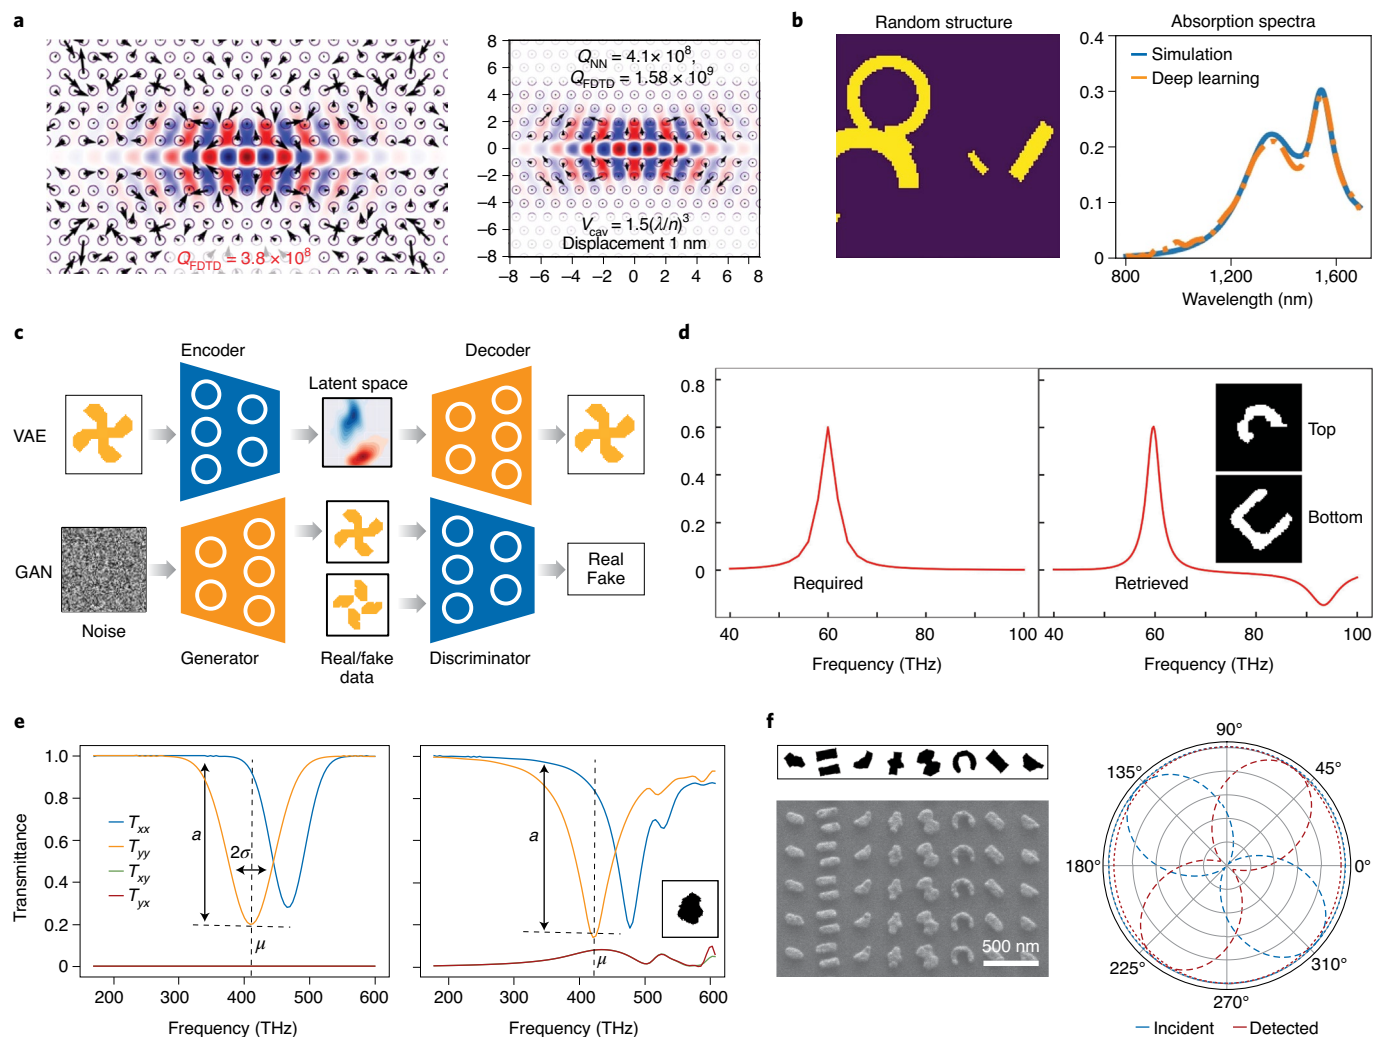 a
Q_FDTD = 3.8 × 10^8
8
6
4
2
0
−2
−4
−6
−8
Q_NN = 4.1× 10^8,
Q_FDTD = 1.58 × 10^9
V_cav = 1.5(λ/n)^3
Displacement 1 nm
−8 −6 −4 −2 0 2 4 6 8
b
Random structure
Absorption spectra
Simulation
Deep learning
0.4
0.3
0.2
0.1
0
800 1,200 1,600
Wavelength (nm)
c
Encoder
Decoder
Latent space
VAE
GAN
Real
Fake
Noise
Generator
Real/fake
data
Discriminator
d
0.8
0.6
0.4
0.2
0
Required
40 60 80 100
Frequency (THz)
Top
Bottom
Retrieved
40 60 80 100
Frequency (THz)
e
Transmittance
1.0
0.8
0.6
0.4
0.2
0
T_xx
T_yy
T_xy
T_yx
a
2σ
μ
200 300 400 500 600
Frequency (THz)
a
μ
200 300 400 500 600
Frequency (THz)
f
500 nm
90°
135° 45°
180° 0°
225° 310°
270°
Incident Detected